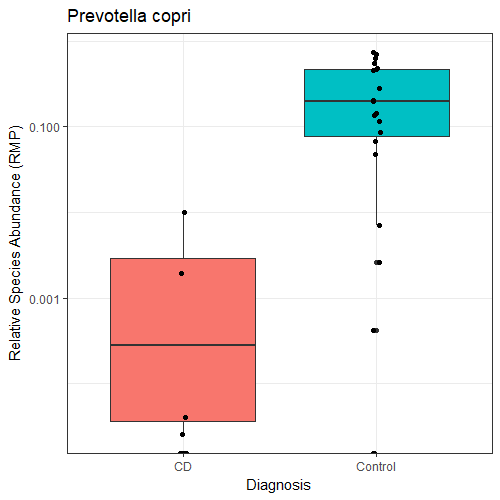 Prevotella copri
Relative Species Abundance (RMP)
0.100
0.001
CD
Control
Diagnosis